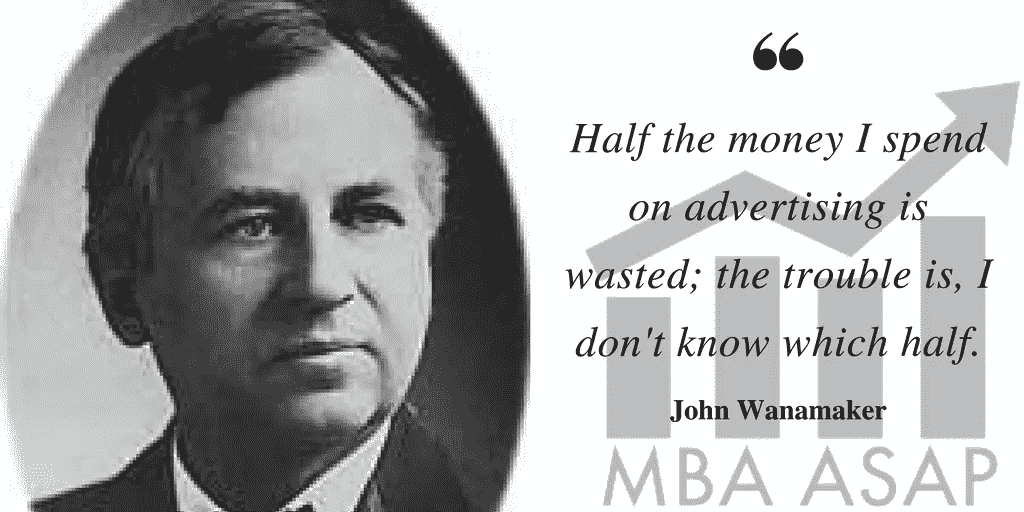 ❝
Half the money I spend
on advertising is
wasted; the trouble is, I
don't know which half.
John Wanamaker
MBA ASAP